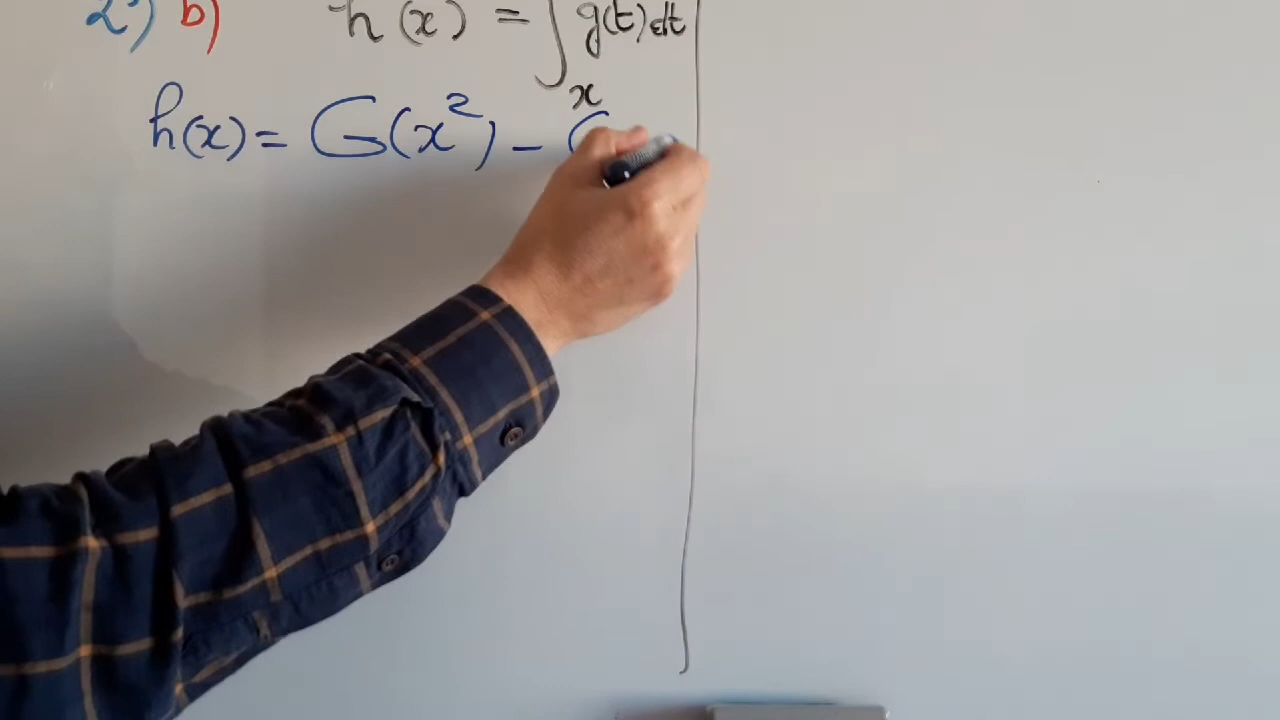 2°) b) h(x) = ∫ g(t) dt
x
h(x) = G(x²) - G